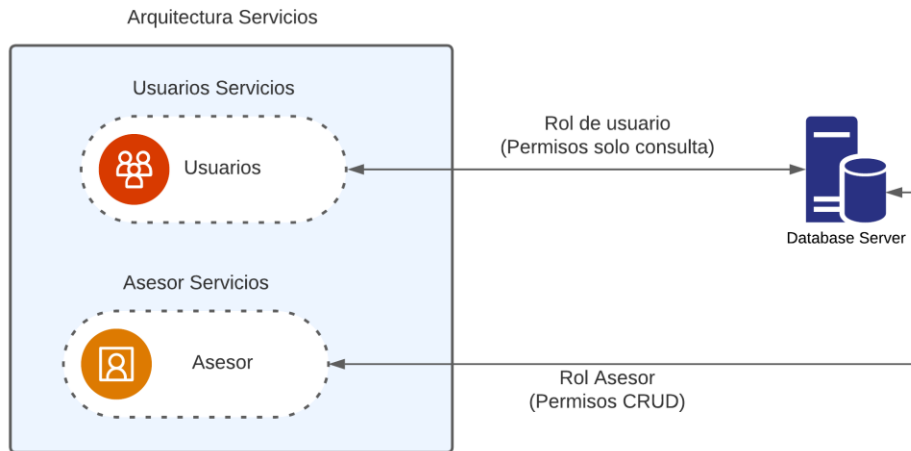 Arquitectura Servicios
Usuarios Servicios
Usuarios
Rol de usuario
(Permisos solo consulta)
Database Server
Asesor Servicios
Asesor
Rol Asesor
(Permisos CRUD)